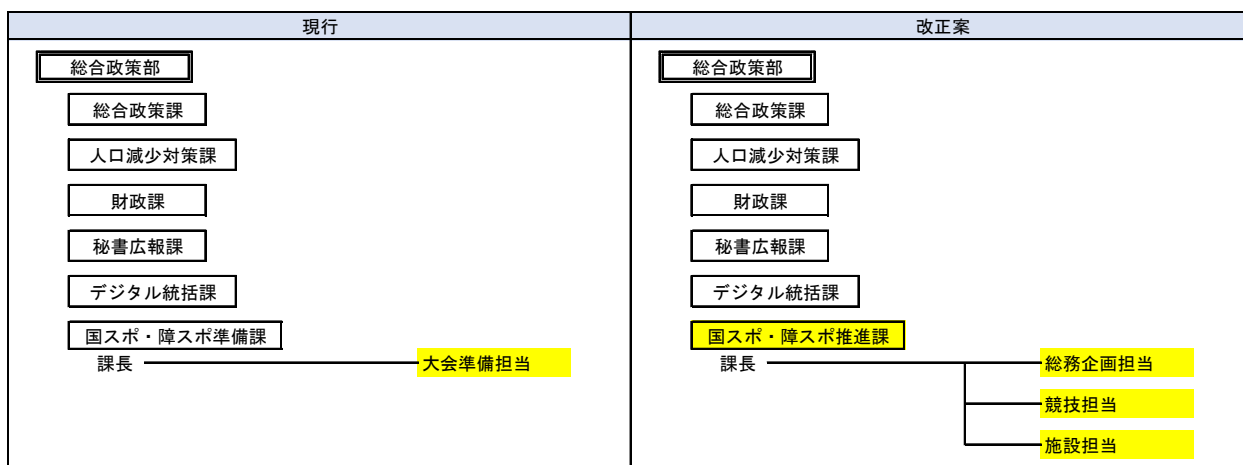 現行
総合政策部
総合政策課
人口減少対策課
財政課
秘書広報課
デジタル統括課
国スポ・障スポ準備課
課長
大会準備担当
改正案
総合政策部
総合政策課
人口減少対策課
財政課
秘書広報課
デジタル統括課
国スポ・障スポ推進課
課長
総務企画担当
競技担当
施設担当